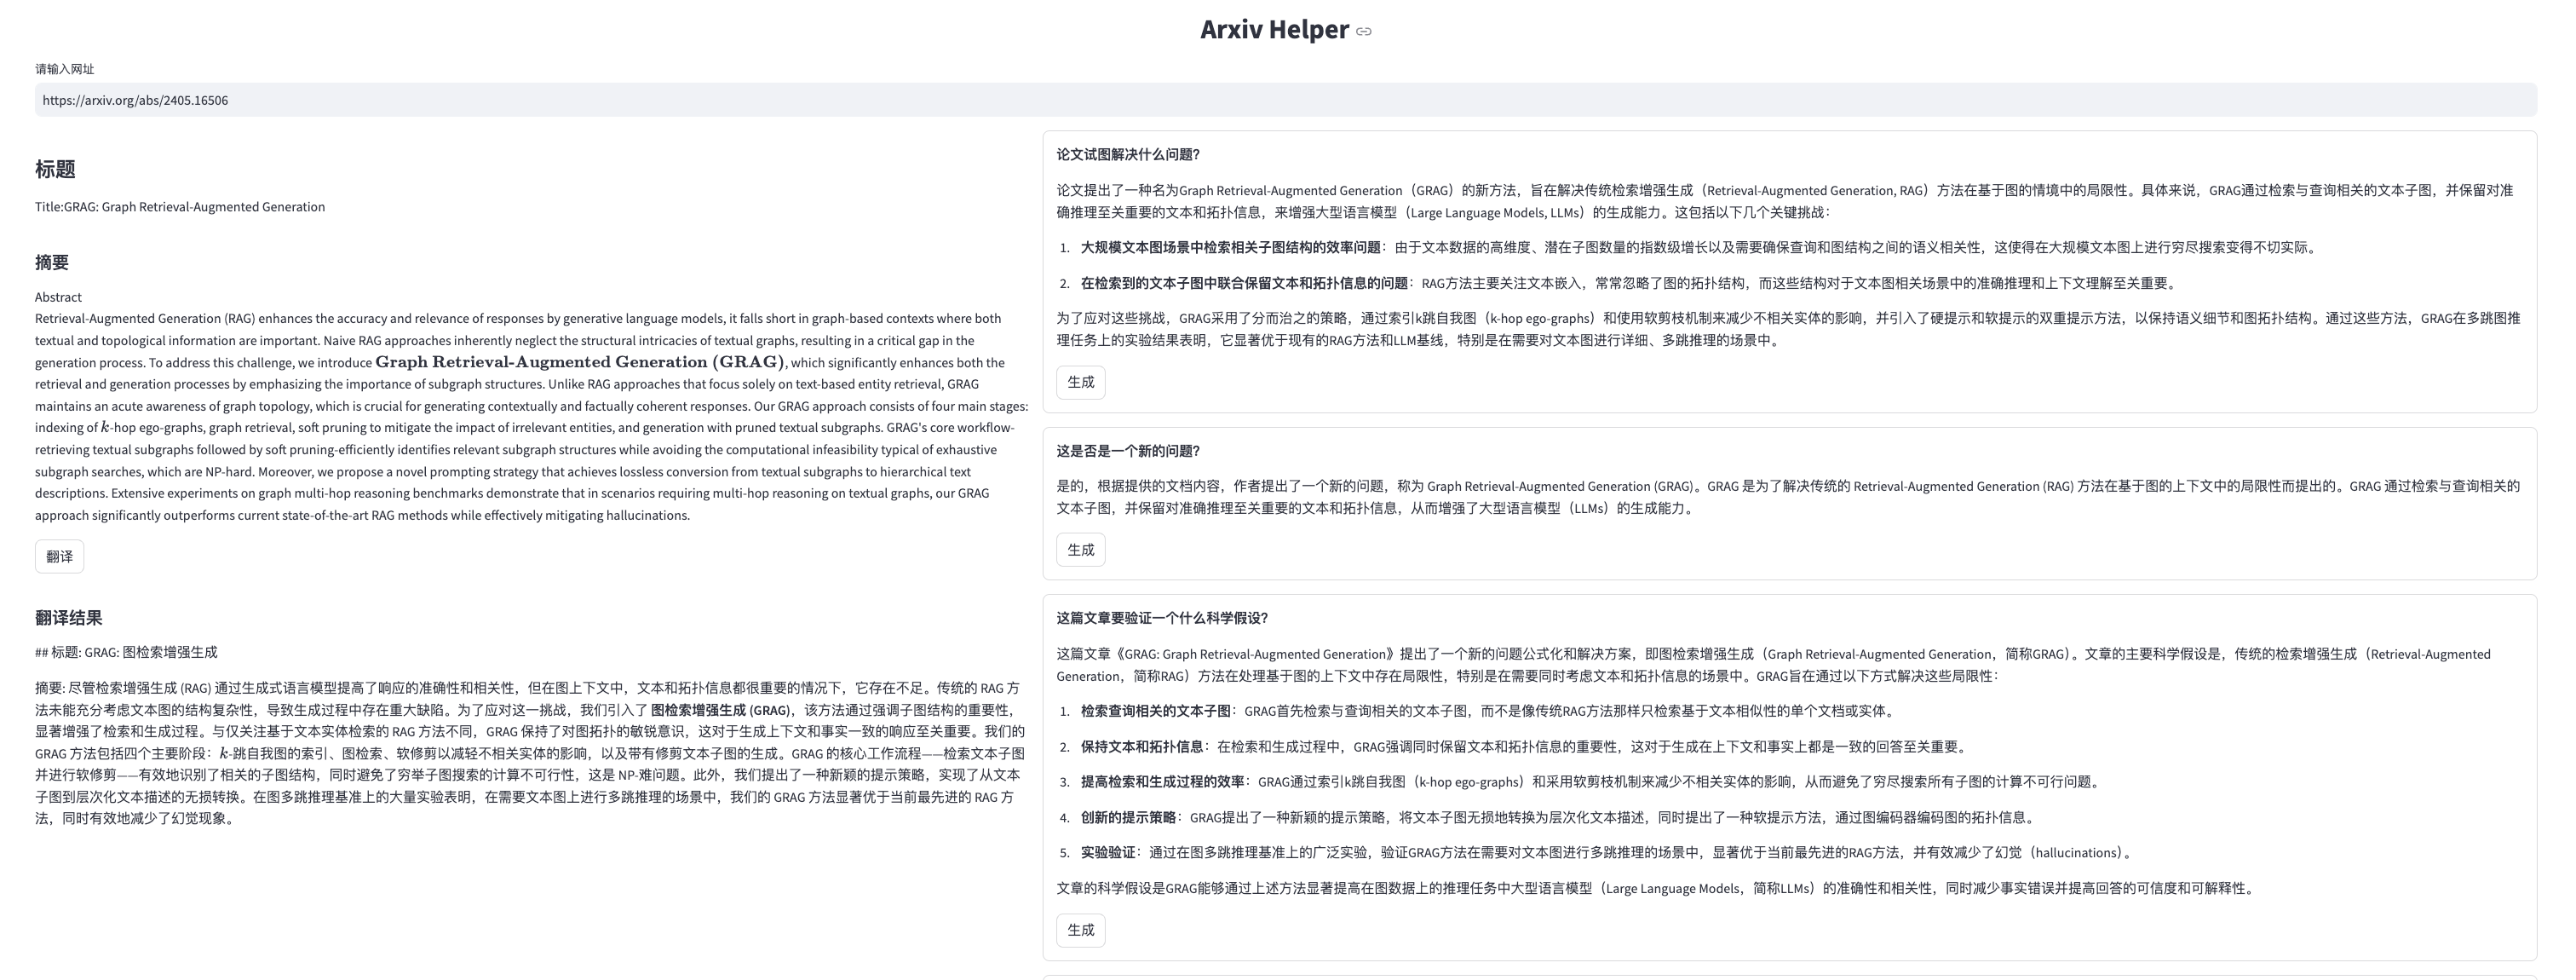 Arxiv Helper
请输入网址
https://arxiv.org/abs/2405.16506
标题
Title:GRAG: Graph Retrieval-Augmented Generation
摘要
Abstract
Retrieval-Augmented Generation (RAG) enhances the accuracy and relevance of responses by generative language models, it falls short in graph-based contexts where both
textual and topological information are important. Naive RAG approaches inherently neglect the structural intricacies of textual graphs, resulting in a critical gap in the
generation process. To address this challenge, we introduce Graph Retrieval-Augmented Generation (GRAG), which significantly enhances both the
retrieval and generation processes by emphasizing the importance of subgraph structures. Unlike RAG approaches that focus solely on text-based entity retrieval, GRAG
maintains an acute awareness of graph topology, which is crucial for generating contextually and factually coherent responses. Our GRAG approach consists of four main stages:
indexing of k-hop ego-graphs, graph retrieval, soft pruning to mitigate the impact of irrelevant entities, and generation with pruned textual subgraphs. GRAG's core workflow-
retrieving textual subgraphs followed by soft pruning-efficiently identifies relevant subgraph structures while avoiding the computational infeasibility typical of exhaustive
subgraph searches, which are NP-hard. Moreover, we propose a novel prompting strategy that achieves lossless conversion from textual subgraphs to hierarchical text
descriptions. Extensive experiments on graph multi-hop reasoning benchmarks demonstrate that in scenarios requiring multi-hop reasoning on textual graphs, our GRAG
approach significantly outperforms current state-of-the-art RAG methods while effectively mitigating hallucinations.
翻译
翻译结果
## 标题: GRAG: 图检索增强生成
摘要: 尽管检索增强生成 (RAG) 通过生成式语言模型提高了响应的准确性和相关性，但在图上下文中，文本和拓扑信息都很重要的情况下，它存在不足。传统的 RAG 方
法未能充分考虑文本图的结构复杂性，导致生成过程中存在重大缺陷。为了应对这一挑战，我们引入了 图检索增强生成 (GRAG)，该方法通过强调子图结构的重要性，
显著增强了检索和生成过程。与仅关注基于文本实体检索的 RAG 方法不同，GRAG 保持了对图拓扑的敏锐意识，这对于生成上下文和事实一致的响应至关重要。我们的
GRAG 方法包括四个主要阶段：k-跳自我图的索引、图检索、软修剪以减轻不相关实体的影响，以及带有修剪文本子图的生成。GRAG 的核心工作流程——检索文本子图
并进行软修剪——有效地识别了相关的子图结构，同时避免了穷举子图搜索的计算不可行性，这是 NP-难问题。此外，我们提出了一种新颖的提示策略，实现了从文本
子图到层次化文本描述的无损转换。在图多跳推理基准上的大量实验表明，在需要文本图上进行多跳推理的场景中，我们的 GRAG 方法显著优于当前最先进的 RAG 方
法，同时有效地减少了幻觉现象。
论文试图解决什么问题?
论文提出了一种名为Graph Retrieval-Augmented Generation（GRAG）的新方法，旨在解决传统检索增强生成（Retrieval-Augmented Generation, RAG）方法在基于图的情境中的局限性。具体来说，GRAG通过检索与查询相关的文本子图，并保留对准
确推理至关重要的文本和拓扑信息，来增强大型语言模型（Large Language Models, LLMs）的生成能力。这包括以下几个关键挑战：
1. 大规模文本图场景中检索相关子图结构的效率问题：由于文本数据的高维度、潜在子图数量的指数级增长以及需要确保查询和图结构之间的语义相关性，这使得在大规模文本图上进行穷尽搜索变得不切实际。
2. 在检索到的文本子图中联合保留文本和拓扑信息的问题：RAG方法主要关注文本嵌入，常常忽略了图的拓扑结构，而这些结构对于文本图相关场景中的准确推理和上下文理解至关重要。
为了应对这些挑战，GRAG采用了分而治之的策略，通过索引k跳自我图（k-hop ego-graphs）和使用软剪枝机制来减少不相关实体的影响，并引入了硬提示和软提示的双重提示方法，以保持语义细节和图拓扑结构。通过这些方法，GRAG在多跳图推
理任务上的实验结果表明，它显著优于现有的RAG方法和LLM基线，特别是在需要对文本图进行详细、多跳推理的场景中。
生成
这是否是一个新的问题?
是的，根据提供的文档内容，作者提出了一个新的问题，称为 Graph Retrieval-Augmented Generation (GRAG)。GRAG 是为了解决传统的 Retrieval-Augmented Generation (RAG) 方法在基于图的上下文中的局限性而提出的。GRAG 通过检索与查询相关的
文本子图，并保留对准确推理至关重要的文本和拓扑信息，从而增强了大型语言模型（LLMs）的生成能力。
生成
这篇文章要验证一个什么科学假设?
这篇文章《GRAG: Graph Retrieval-Augmented Generation》提出了一个新的问题公式化和解决方案，即图检索增强生成（Graph Retrieval-Augmented Generation，简称GRAG）。文章的主要科学假设是，传统的检索增强生成（Retrieval-Augmented
Generation，简称RAG）方法在处理基于图的上下文中存在局限性，特别是在需要同时考虑文本和拓扑信息的场景中。GRAG旨在通过以下方式解决这些局限性：
1. 检索查询相关的文本子图：GRAG首先检索与查询相关的文本子图，而不是像传统RAG方法那样只检索基于文本相似性的单个文档或实体。
2. 保持文本和拓扑信息：在检索和生成过程中，GRAG强调同时保留文本和拓扑信息的重要性，这对于生成在上下文和事实上都是一致的回答至关重要。
3. 提高检索和生成过程的效率：GRAG通过索引k跳自我图（k-hop ego-graphs）和采用软剪枝机制来减少不相关实体的影响，从而避免了穷尽搜索所有子图的计算不可行问题。
4. 创新的提示策略：GRAG提出了一种新颖的提示策略，将文本子图无损地转换为层次化文本描述，同时提出了一种软提示方法，通过图编码器编码图的拓扑信息。
5. 实验验证：通过在图多跳推理基准上的广泛实验，验证GRAG方法在需要对文本图进行多跳推理的场景中，显著优于当前最先进的RAG方法，并有效减少了幻觉（hallucinations）。
文章的科学假设是GRAG能够通过上述方法显著提高在图数据上的推理任务中大型语言模型（Large Language Models，简称LLMs）的准确性和相关性，同时减少事实错误并提高回答的可信度和可解释性。
生成